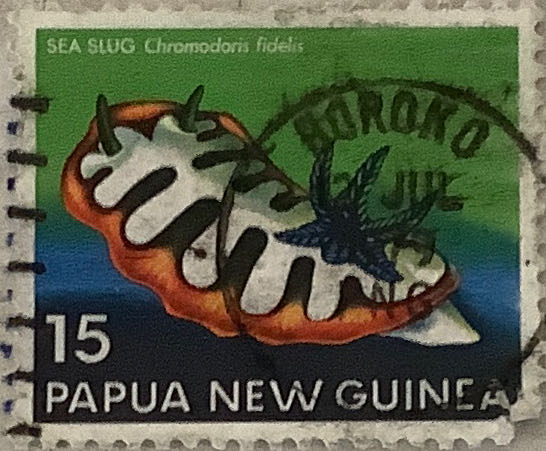 SEA SLUG Chromodoris fidelis
BOROKO
JUL
15
PAPUA NEW GUINEA